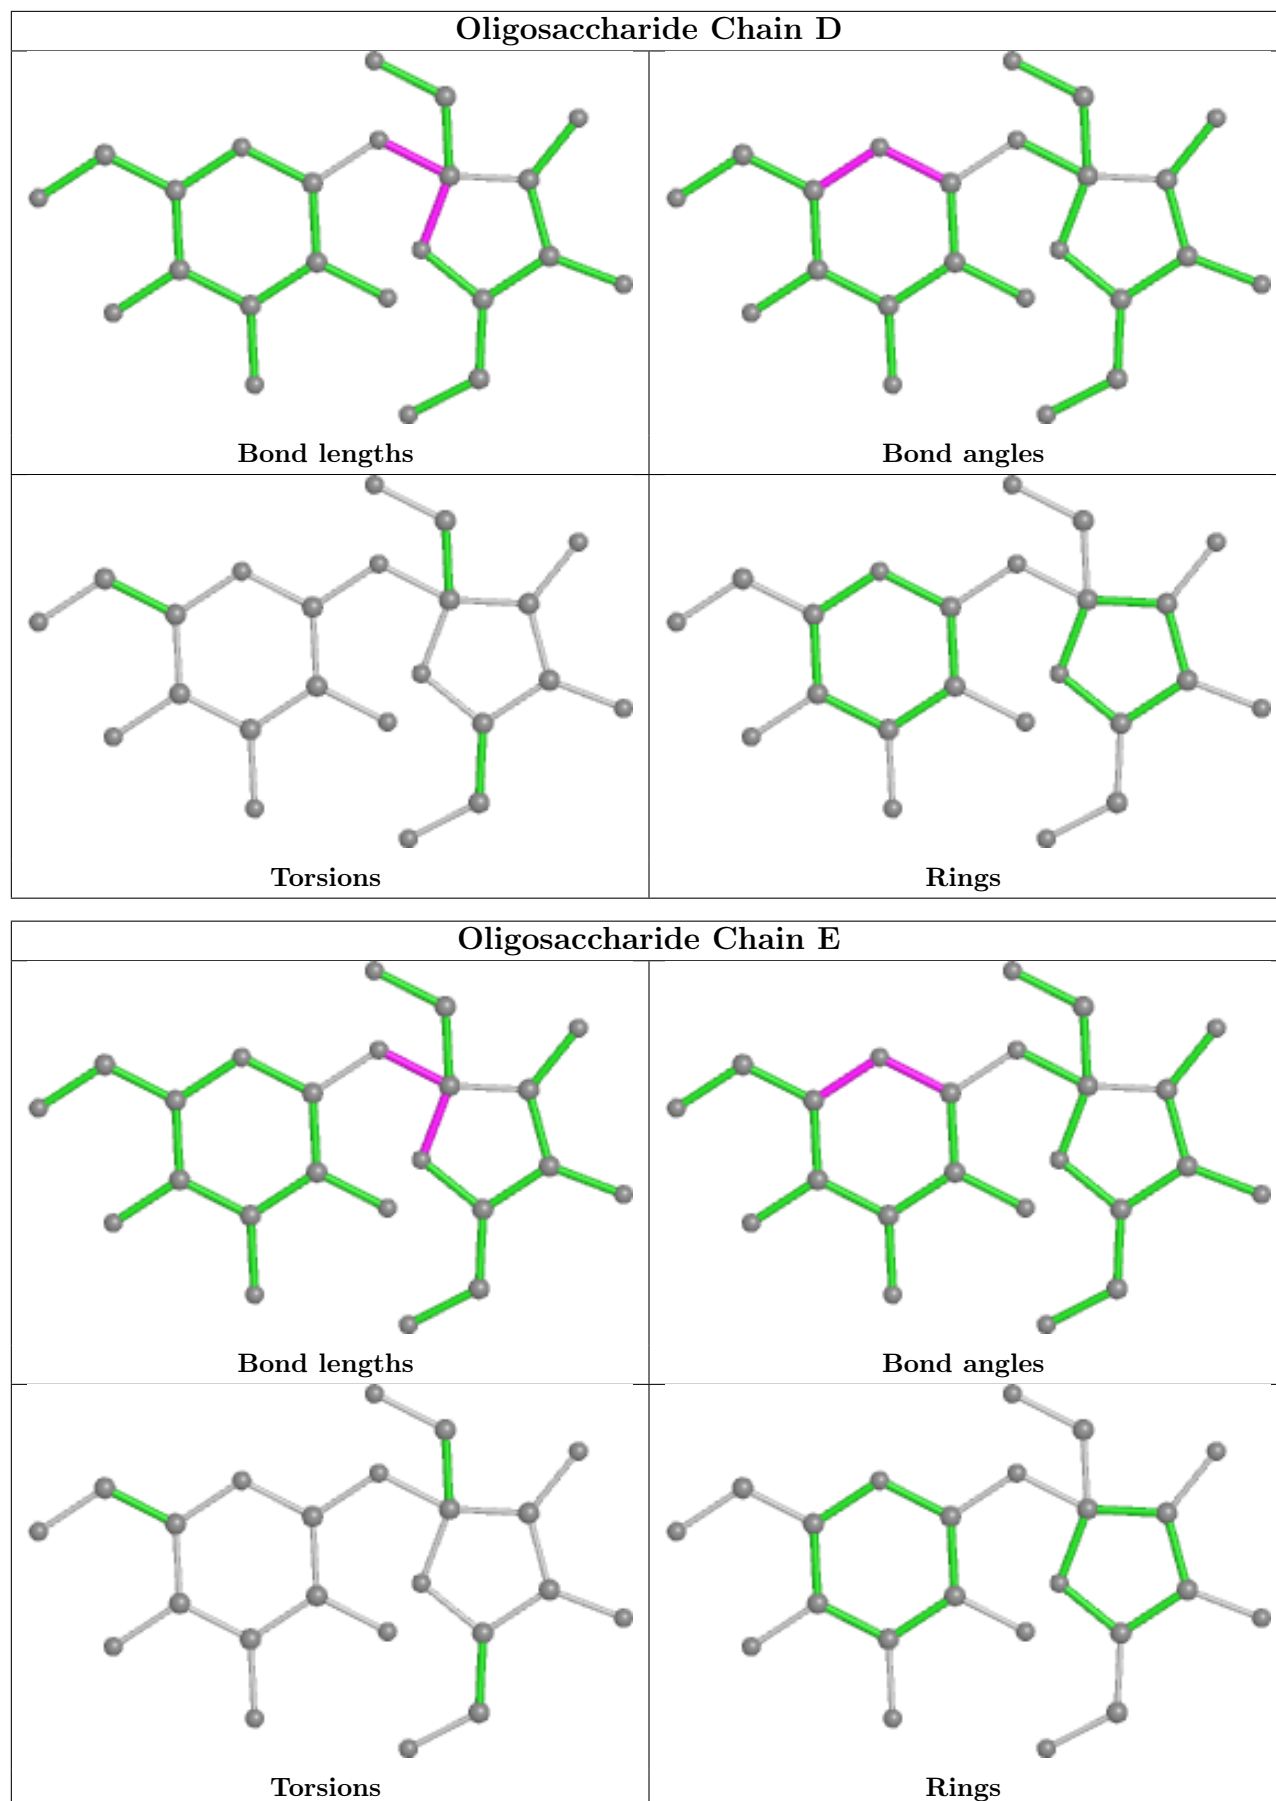 Oligosaccharide Chain D
Bond lengths
Bond angles
Torsions
Rings
Oligosaccharide Chain E
Bond lengths
Bond angles
Torsions
Rings